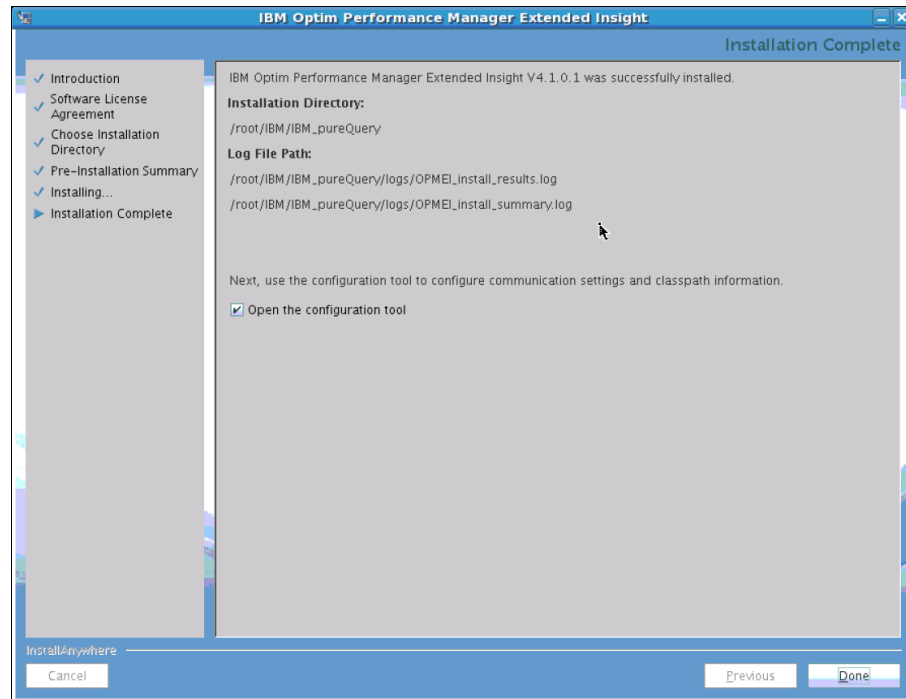 IBM Optim Performance Manager Extended Insight
Installation Complete
Introduction
Software License
Agreement
Choose Installation
Directory
Pre-Installation Summary
Installing...
Installation Complete
IBM Optim Performance Manager Extended Insight V4.1.0.1 was successfully installed.
Installation Directory:
/root/IBM/IBM_pureQuery
Log File Path:
/root/IBM/IBM_pureQuery/logs/OPMEI_install_results.log
/root/IBM/IBM_pureQuery/logs/OPMEI_install_summary.log
Next, use the configuration tool to configure communication settings and classpath information.
Open the configuration tool
InstallAnywhere
Cancel
Previous
Done